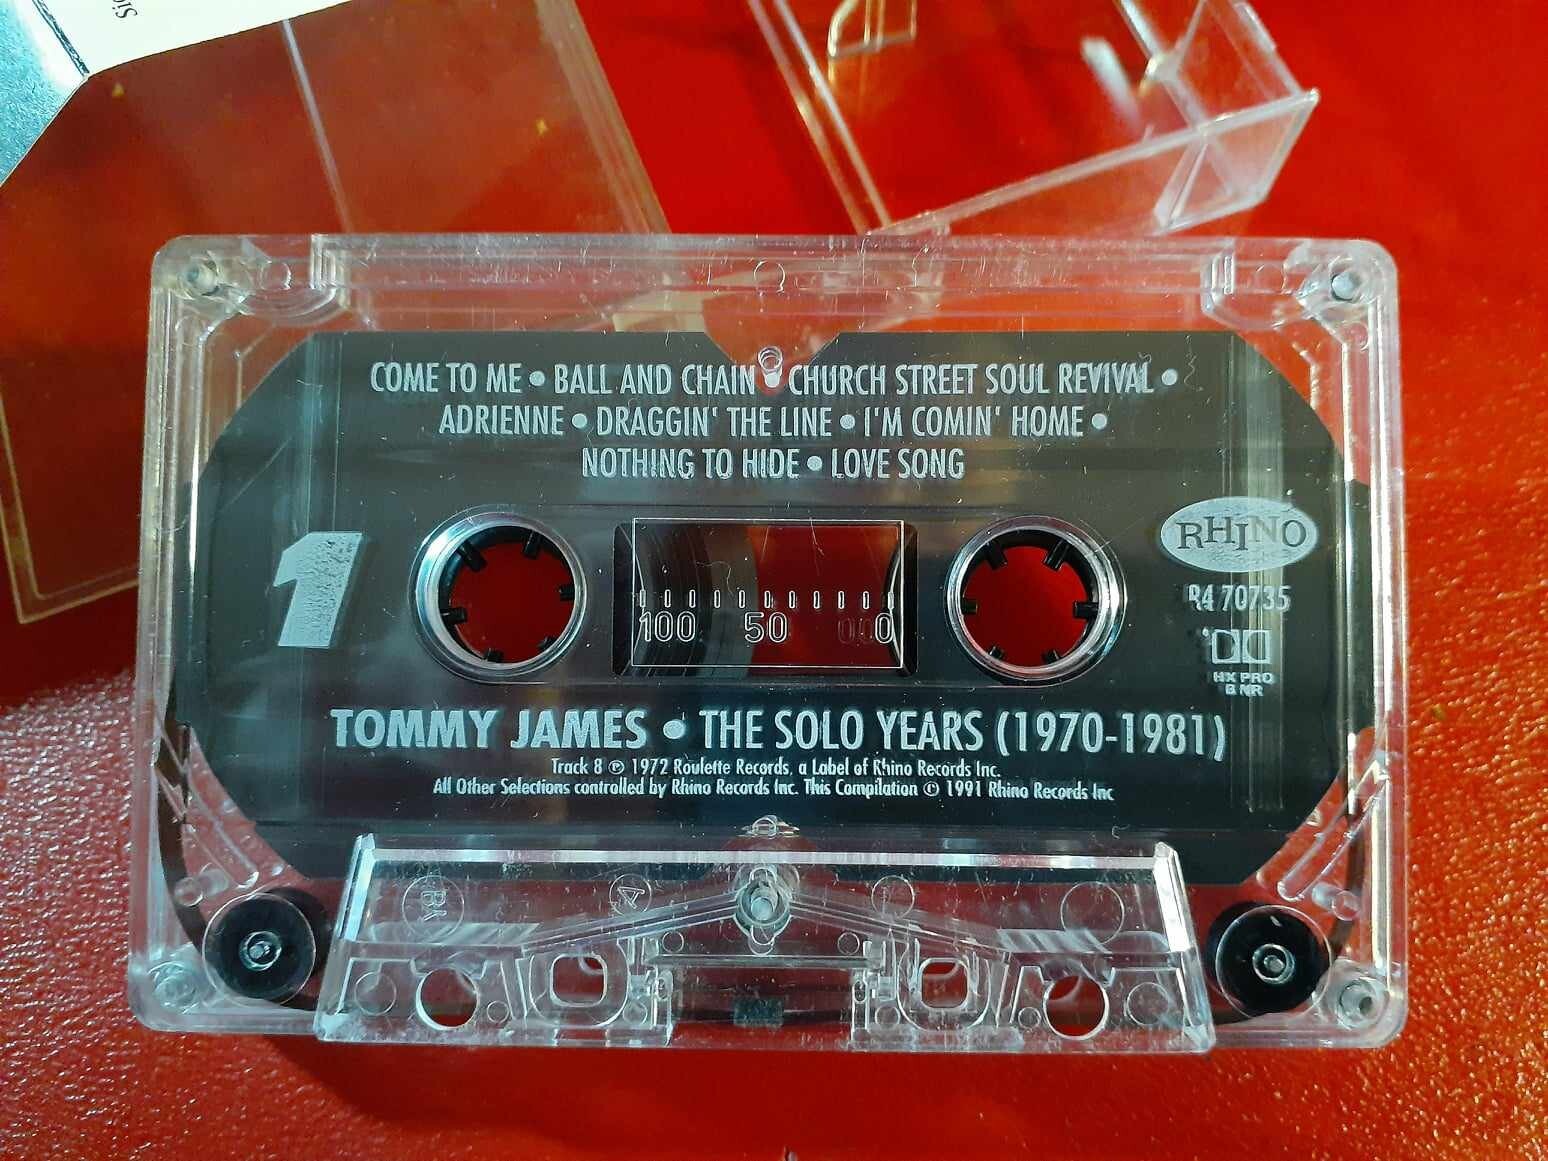 COME TO ME • BALL AND CHAIN • CHURCH STREET SOUL REVIVAL •
ADRIENNE • DRAGGIN' THE LINE • I'M COMIN' HOME •
NOTHING TO HIDE • LOVE SONG
1
100 50 0
RHINO
R4 70735
HX PRO
B NR
TOMMY JAMES • THE SOLO YEARS (1970-1981)
Track 8 ℗ 1972 Roulette Records, a Label of Rhino Records Inc.
All Other Selections controlled by Rhino Records Inc. This Compilation ℗ 1991 Rhino Records Inc